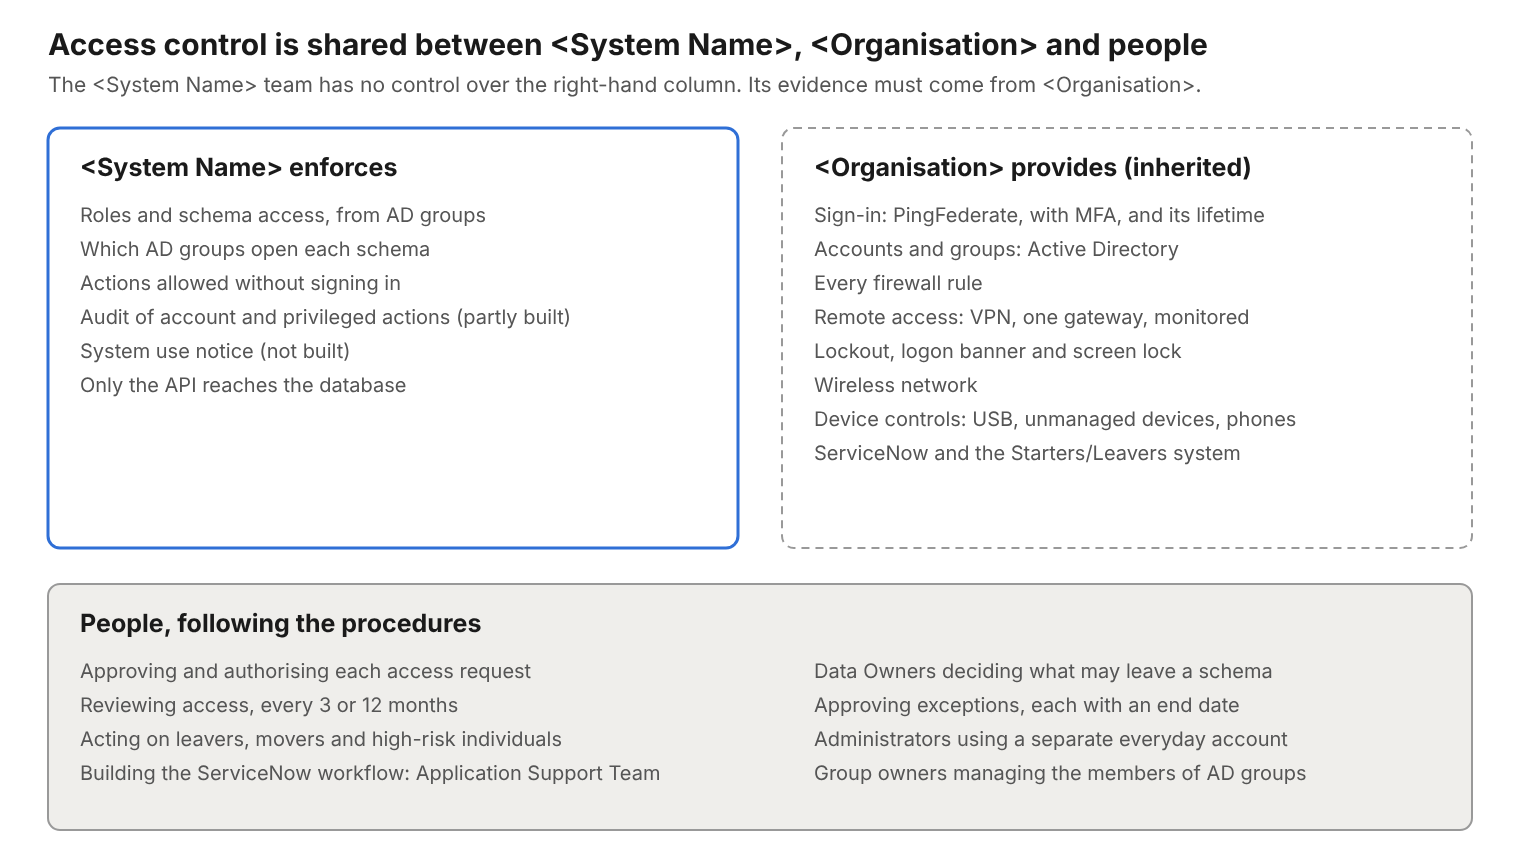 Access control is shared between <System Name>, <Organisation> and people
The <System Name> team has no control over the right-hand column. Its evidence must come from <Organisation>.
<System Name> enforces
Roles and schema access, from AD groups
Which AD groups open each schema
Actions allowed without signing in
Audit of account and privileged actions (partly built)
System use notice (not built)
Only the API reaches the database
<Organisation> provides (inherited)
Sign-in: PingFederate, with MFA, and its lifetime
Accounts and groups: Active Directory
Every firewall rule
Remote access: VPN, one gateway, monitored
Lockout, logon banner and screen lock
Wireless network
Device controls: USB, unmanaged devices, phones
ServiceNow and the Starters/Leavers system
People, following the procedures
Approving and authorising each access request
Reviewing access, every 3 or 12 months
Acting on leavers, movers and high-risk individuals
Building the ServiceNow workflow: Application Support Team
Data Owners deciding what may leave a schema
Approving exceptions, each with an end date
Administrators using a separate everyday account
Group owners managing the members of AD groups